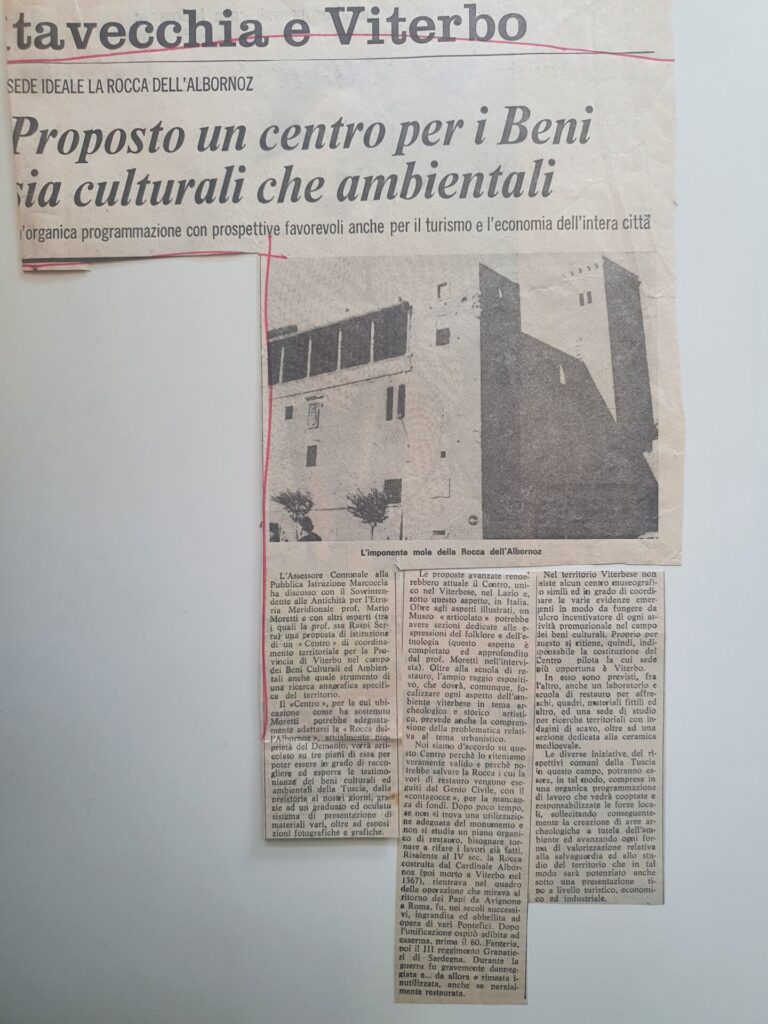 tavecchia e Viterbo
SEDE IDEALE LA ROCCA DELL'ALBORNOZ
Proposto un centro per i Beni
sia culturali che ambientali
l'organica programmazione con prospettive favorevoli anche per il turismo e l'economia dell'intera città
L'imponente mole della Rocca dell'Albornoz
L'Assessore Comunale alla
Pubblica Istruzione Marcoccia
ha discusso con il Sovrinten-
dente alle Antichità per l'Etru-
ria Meridionale prof. Mario
Moretti e con altri esperti (tra
i quali la prof. ssa Raspi Ser-
ra) una proposta di istituzione
di un « Centro » di coordina-
mento territoriale per la Pro-
vincia di Viterbo nel campo
dei Beni Culturali ed Ambien-
tali anche quale strumento di
una ricerca anagrafica specifi-
ca del territorio.
Il «Centro», per la cui ubi-
cazione come ha sostenuto
Moretti potrebbe adeguata-
mente adattarsi la « Rocca del-
l'Albornoz », attualmente pro-
prietà del Demanio, verrà arti-
colato su tre piani di essa per
poter essere in grado di racco-
gliere ed esporre le testimo-
nianze dei beni culturali ed
ambientali della Tuscia, dalla
preistoria ai nostri giorni, gra-
zie ad un graduato ed oculato
sistema di presentazione di
materiali vari, oltre ad esposi-
zioni fotografiche e grafiche.
Le proposte avanzate rende-
rebbero attuale il Centro, uni-
co nel Viterbese, nel Lazio e,
sotto questo aspetto, in Italia.
Oltre agli aspetti illustrati, un
Museo « articolato » potrebbe
avere sezioni dedicate alle e-
spressioni del folklore e dell'e-
tnologia (questo aspetto è
completato ed approfondito
dal prof. Moretti nell'intervi-
sta). Oltre alla scuola di re-
stauro, l'ampio raggio espositi-
vo, che dovrà, comunque, fo-
calizzare ogni aspetto dell'am-
biente viterbese in tema ar-
cheologico e storico artisti-
co, prevede anche la compren-
sione della problematica relati-
va al tema urbanistico.
Noi siamo d'accordo su que-
sto Centro perchè lo riteniamo
veramente valido e perchè po-
trebbe salvare la Rocca i cui la
vori di restauro vengono ese-
guiti dal Genio Civile, con il
«contagocce», per la mancan-
za di fondi. Dopo poco tempo,
se non si trova una utilizzazio-
ne adeguata del monumento e
non si studia un piano organi-
co di restauro, bisognare tor-
nare a rifare i lavori già fatti.
Risalente al IV sec. la Rocca
costruita dal Cardinale Albor-
noz (poi morto a Viterbo nel
1367), rientrava nel quadro
della operazione che mirava al
ritorno dei Papi da Avignone
a Roma, fu, nei secoli successi-
vi, ingrandita ed abbellita ad
opera di vari Pontefici. Dopo
l'unificazione ospitò adibita ad
caserma, prima il 60. Fanteria,
poi il III reggimento Granatie-
ri di Sardegna. Durante la
guerra fu gravemente danneg-
giata e... da allora e rimasta i-
nutilizzata, anche se parzial-
mente restaurata.
Nel territorio Viterbese non
siste alcun centro museografi-
o simili ed in grado di coordi-
are le varie evidenze emer-
enti in modo da fungere da
ulcro incentivatore di ogni at-
ività promozionale nel campo
dei beni culturali. Proprio per
questo si ritiene, quindi, indi-
pensabile la costituzione del
Centro pilota la cui sede
più opportuna è Viterbo.
In esso sono previsti, fra
l'altro, anche un laboratorio e
scuola di restauro per affre-
schi, quadri, materiali fittili ed
altro, ed una sede di studio
per ricerche territoriali con in-
dagini di scavo, oltre ad una
sezione dedicata alla ceramica
medioevale.
Le diverse iniziative, dei ri-
spettivi comuni della Tuscia
in questo campo, potranno es-
sere, in tal modo, comprese in
una organica programmazione
di lavoro che vedrà cooptate e
responsabilizzate le forze loca-
li, sollecitando conseguente-
mente la creazione di aree ar-
cheologiche a tutela dell'am-
biente ed avanzando ogni for-
ma di valorizzazione relativa
alla salvaguardia ed allo stu-
dio del territorio che in tal
modo sarà potenziato anche
sotto una presentazione ti-
po a livello turistico, economi-
co ed industriale.